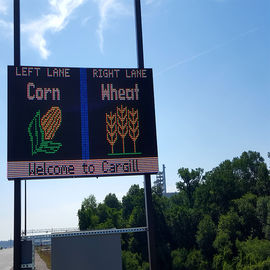 LEFT LANE RIGHT LANE
Corn Wheat
Welcome to Cargill